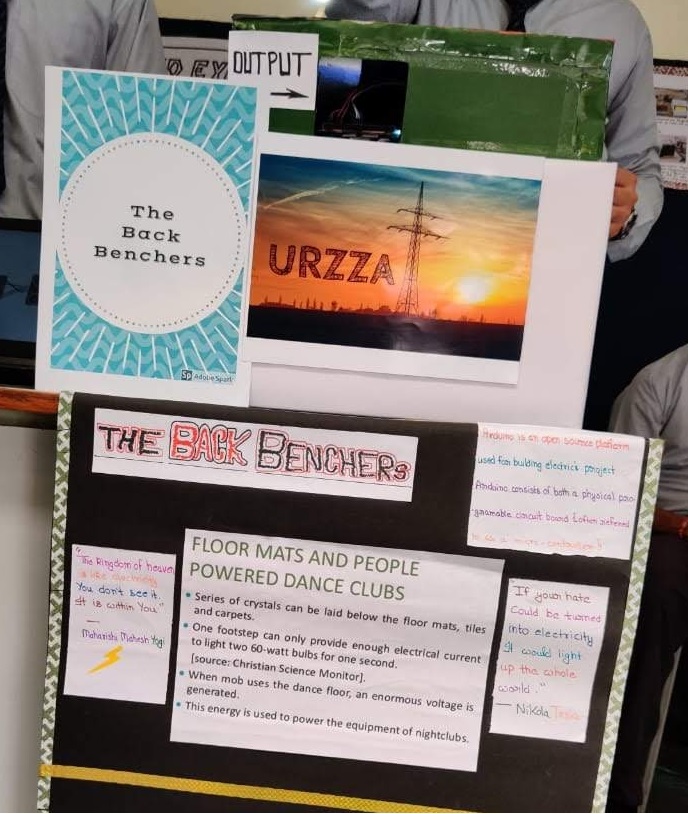 OUTPUT
The
Back
Benchers
Sp Adobe Spark
URZZA
THE BACK BENCHERS
Arduino is an open source platform
used for building electrics project
Arduino consists of both a physical pro
gramable circuit board [often referred
to as a micro-controller]
"The Kingdom of heaven
is like electricity
You don't see it.
It is within You"
—
Maharishi Mahesh Yogi
FLOOR MATS AND PEOPLE
POWERED DANCE CLUBS
• Series of crystals can be laid below the floor mats, tiles
and carpets.
• One footstep can only provide enough electrical current
to light two 60-watt bulbs for one second.
[source: Christian Science Monitor].
• When mob uses the dance floor, an enormous voltage is
generated.
• This energy is used to power the equipment of nightclubs.
"If your hate
Could be turned
into electricity
It would light
up the whole
world."
— Nikola Tesla